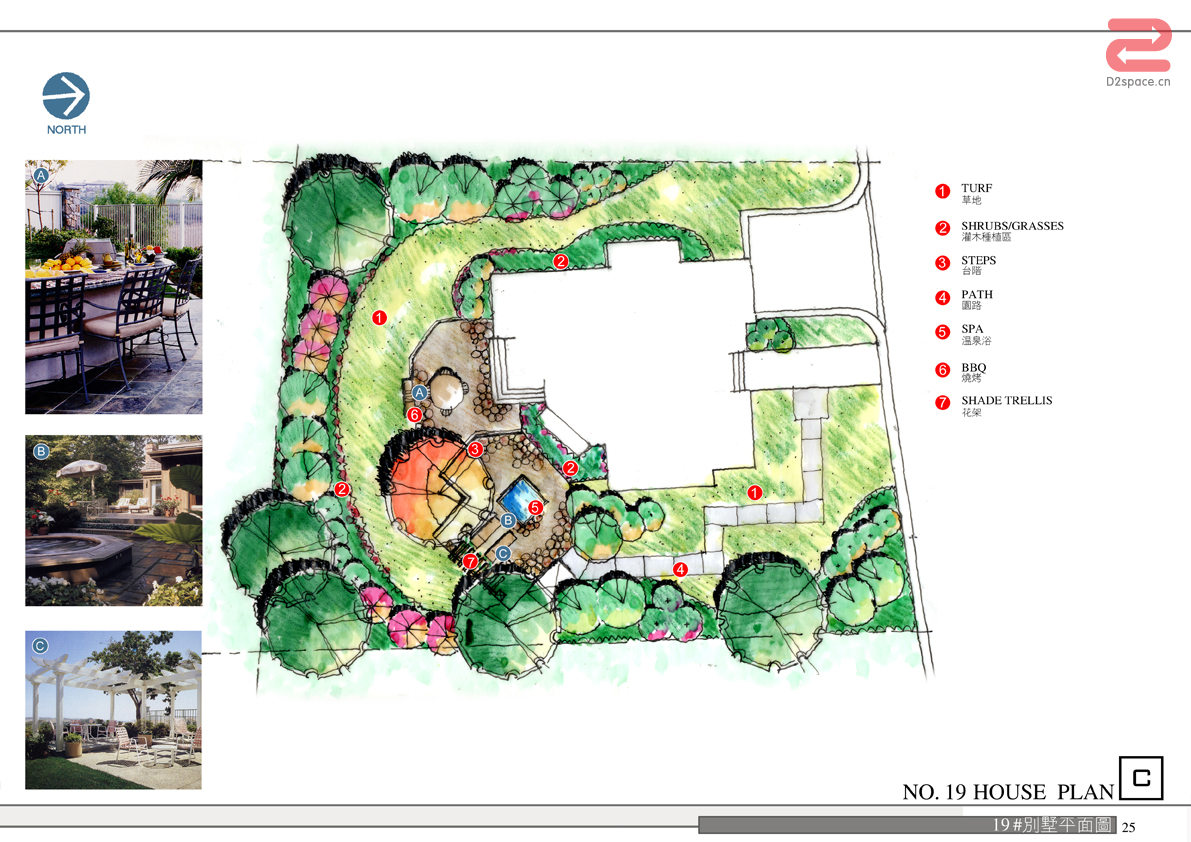 D2space.cn
NORTH
A
B
C
1
TURF
草地
2
SHRUBS/GRASSES
灌木種植區
3
STEPS
台階
4
PATH
園路
5
SPA
溫泉浴
6
BBQ
燒烤
7
SHADE TRELLIS
花架
2
1
A
6
3
2
2
1
5
B
C
7
4
NO. 19 HOUSE PLAN
C
19#別墅平面圖
25